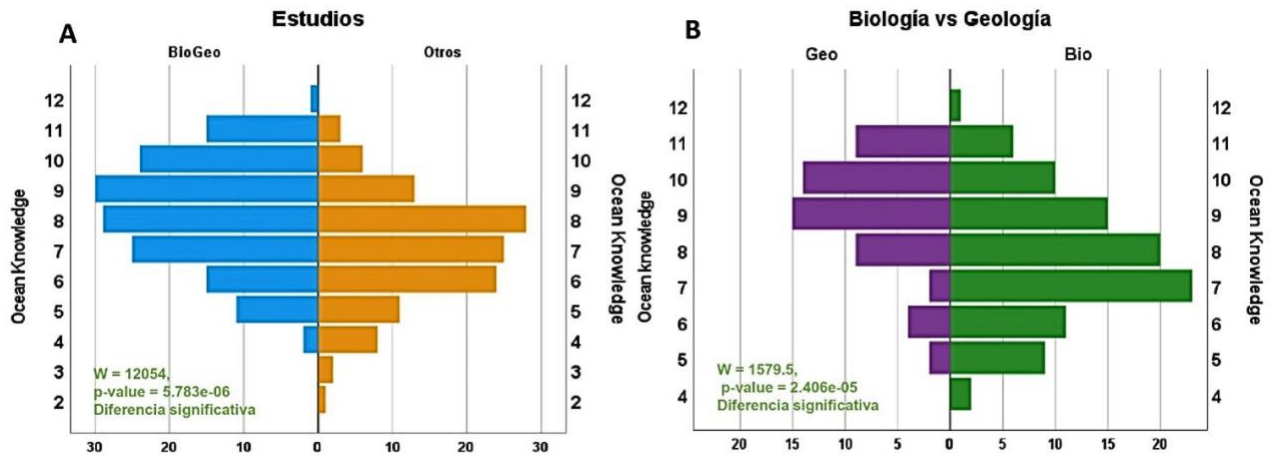 A
Estudios
BioGeo Otros
Ocean Knowledge
12
11
10
9
8
7
6
5
4
3
2
12
11
10
9
8
7
6
5
4
3
2
Ocean Knowledge
W = 12054,
p-value = 5.783e-06
Diferencia significativa
30 20 10 0 10 20 30
B
Biología vs Geología
Geo Bio
Ocean knowledge
12
11
10
9
8
7
6
5
4
12
11
10
9
8
7
6
5
4
Ocean Knowledge
W = 1579.5,
p-value = 2.406e-05
Diferencia significativa
20 15 10 5 0 5 10 15 20